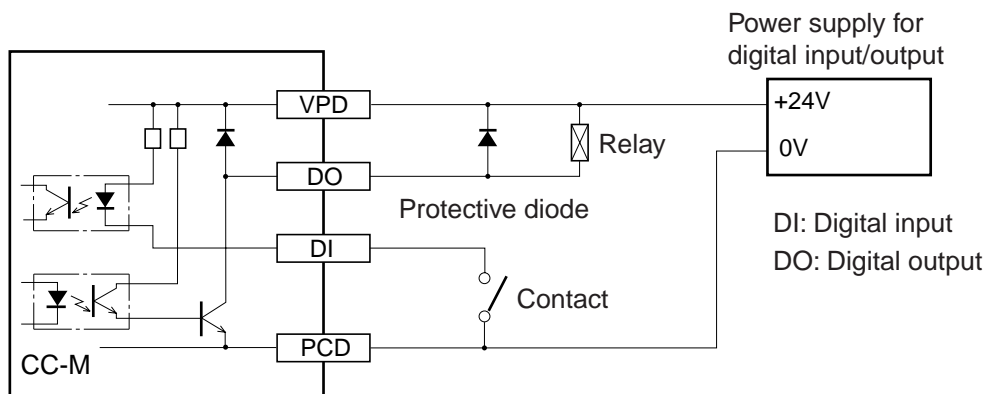 Power supply for
digital input/output
+24V
0V
VPD
DO
DI
PCD
Relay
Protective diode
Contact
DI: Digital input
DO: Digital output
CC-M